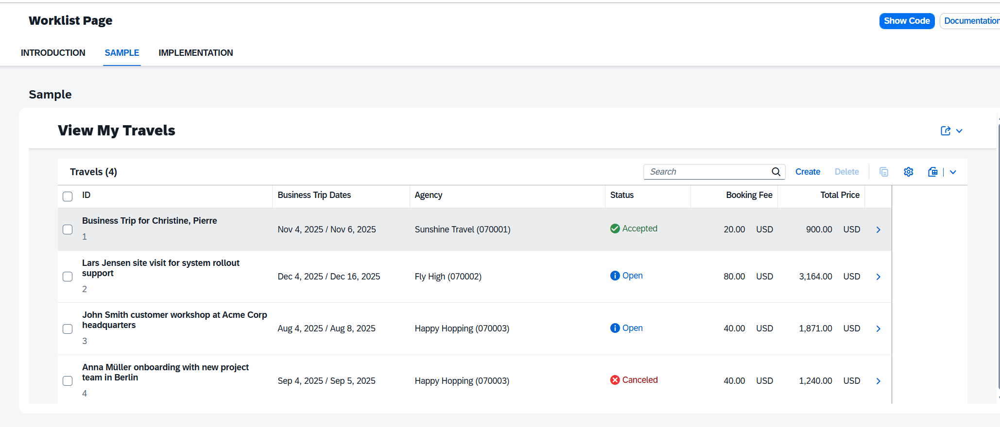 Worklist Page
Show Code
Documentation
INTRODUCTION
SAMPLE
IMPLEMENTATION
Sample
View My Travels
Travels (4)
Search
Create
Delete
ID
Business Trip Dates
Agency
Status
Booking Fee
Total Price
Business Trip for Christine, Pierre
1
Nov 4, 2025 / Nov 6, 2025
Sunshine Travel (070001)
Accepted
20.00 USD
900.00 USD
Lars Jensen site visit for system rollout
support
2
Dec 4, 2025 / Dec 16, 2025
Fly High (070002)
Open
80.00 USD
3,164.00 USD
John Smith customer workshop at Acme Corp
headquarters
3
Aug 4, 2025 / Aug 8, 2025
Happy Hopping (070003)
Open
40.00 USD
1,871.00 USD
Anna Müller onboarding with new project
team in Berlin
4
Sep 4, 2025 / Sep 5, 2025
Happy Hopping (070003)
Canceled
40.00 USD
1,240.00 USD